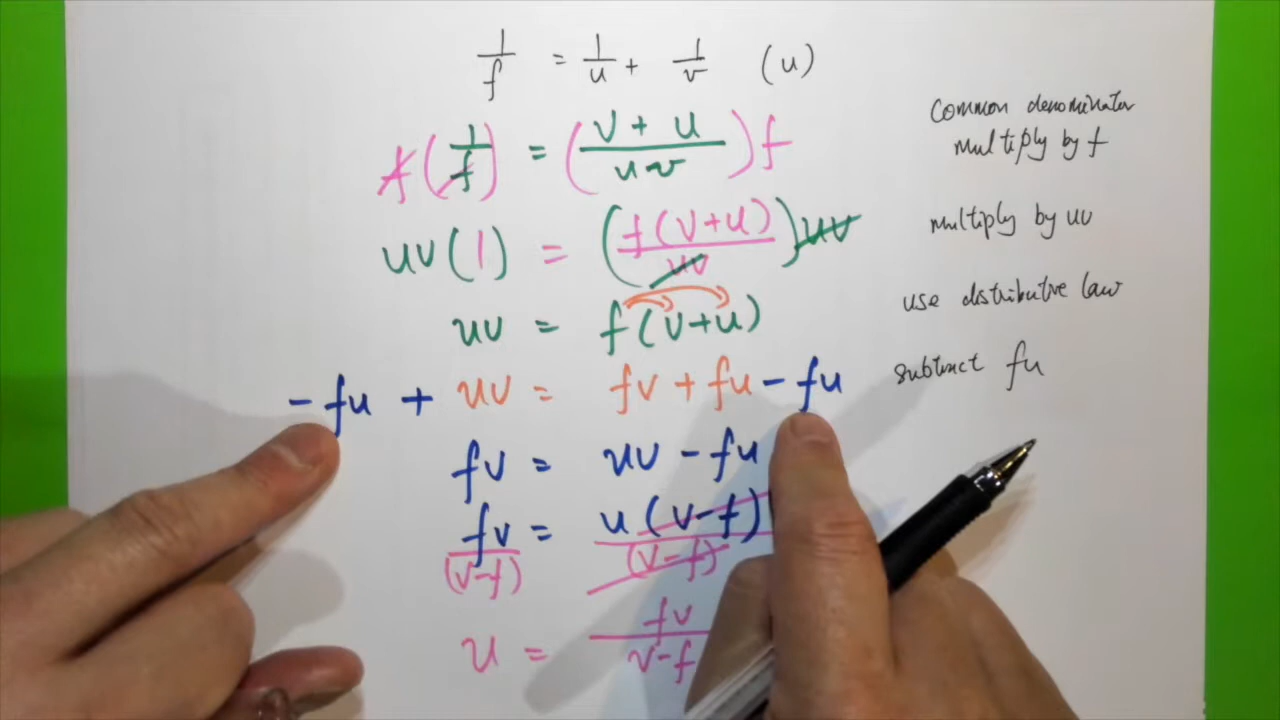 1/f = 1/u + 1/v (u)
Common denominator
f(1/f) = (v + u / uv) f
multiply by f
uv(1) = (f(v+u) / uv) uv
multiply by uv
uv = f(v+u)
use distributive law
-fu + uv = fv + fu - fu
subtract fu
fv = uv - fu
fv / (v-f) = u(v-f) / (v-f)
u = fv / v-f